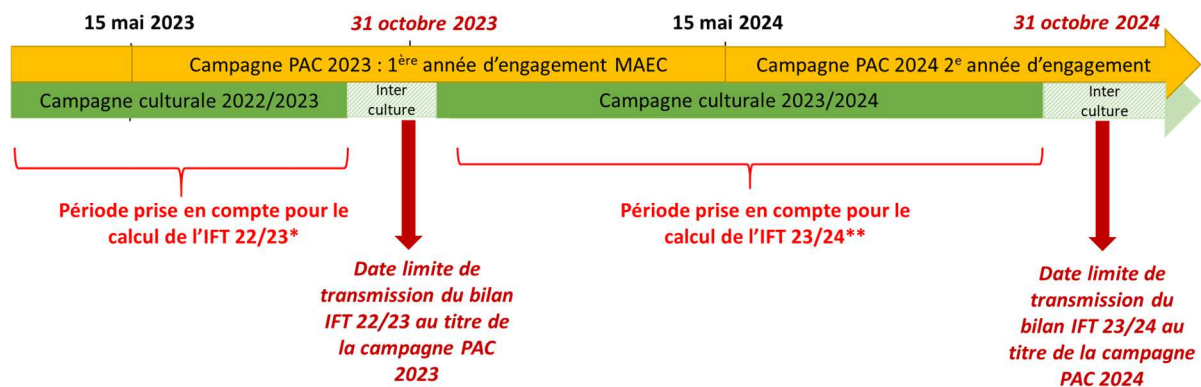 15 mai 2023
31 octobre 2023
15 mai 2024
31 octobre 2024
Campagne PAC 2023 : 1ère année d'engagement MAEC
Campagne PAC 2024 2e année d'engagement
Campagne culturale 2022/2023
Inter
culture
Campagne culturale 2023/2024
Inter
culture
Période prise en compte pour le
calcul de l'IFT 22/23*
Période prise en compte pour le
calcul de l'IFT 23/24**
Date limite de
transmission du bilan
IFT 22/23 au titre de
la campagne PAC
2023
Date limite de
transmission du
bilan IFT 23/24 au
titre de la campagne
PAC 2024